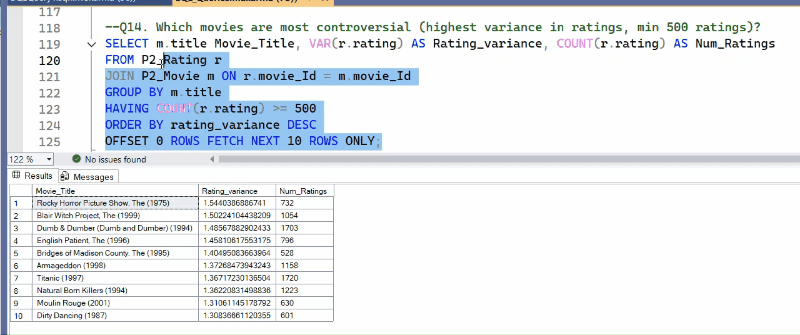 117
118 --Q14. Which movies are most controversial (highest variance in ratings, min 500 ratings)?
119 SELECT m.title Movie_Title, VAR(r.rating) AS Rating_variance, COUNT(r.rating) AS Num_Ratings
120 FROM P2_Rating r
121 JOIN P2_Movie m ON r.movie_Id = m.movie_Id
122 GROUP BY m.title
123 HAVING COUNT(r.rating) >= 500
124 ORDER BY rating_variance DESC
125 OFFSET 0 ROWS FETCH NEXT 10 ROWS ONLY;
122 % No issues found
Results Messages
Movie_Title Rating_variance Num_Ratings
1 Rocky Horror Picture Show, The (1975) 1.5440386886741 732
2 Blair Witch Project, The (1999) 1.50224104438209 1054
3 Dumb & Dumber (Dumb and Dumber) (1994) 1.48567882902433 1703
4 English Patient, The (1996) 1.45810617553175 796
5 Bridges of Madison County, The (1995) 1.40495083663964 528
6 Armageddon (1998) 1.37268473943243 1158
7 Titanic (1997) 1.36717230136504 1720
8 Natural Born Killers (1994) 1.36220831498836 1223
9 Moulin Rouge (2001) 1.31061145178792 630
10 Dirty Dancing (1987) 1.30836661120355 601